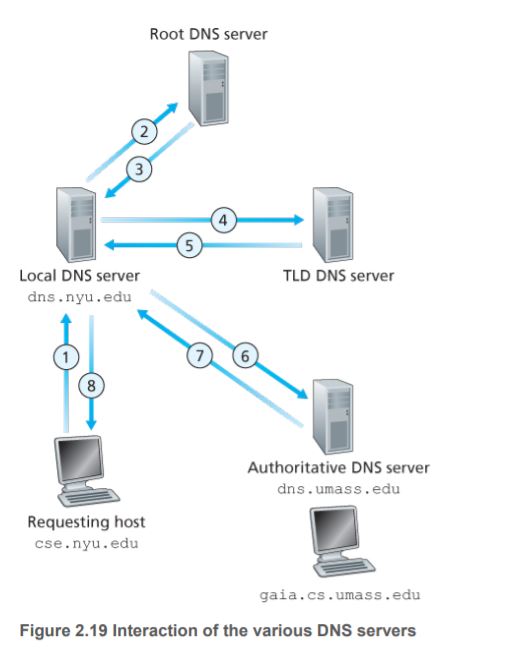 Root DNS server
2
3
4
5
Local DNS server
dns.nyu.edu
TLD DNS server
1
8
7
6
Authoritative DNS server
dns.umass.edu
Requesting host
cse.nyu.edu
gaia.cs.umass.edu
Figure 2.19 Interaction of the various DNS servers